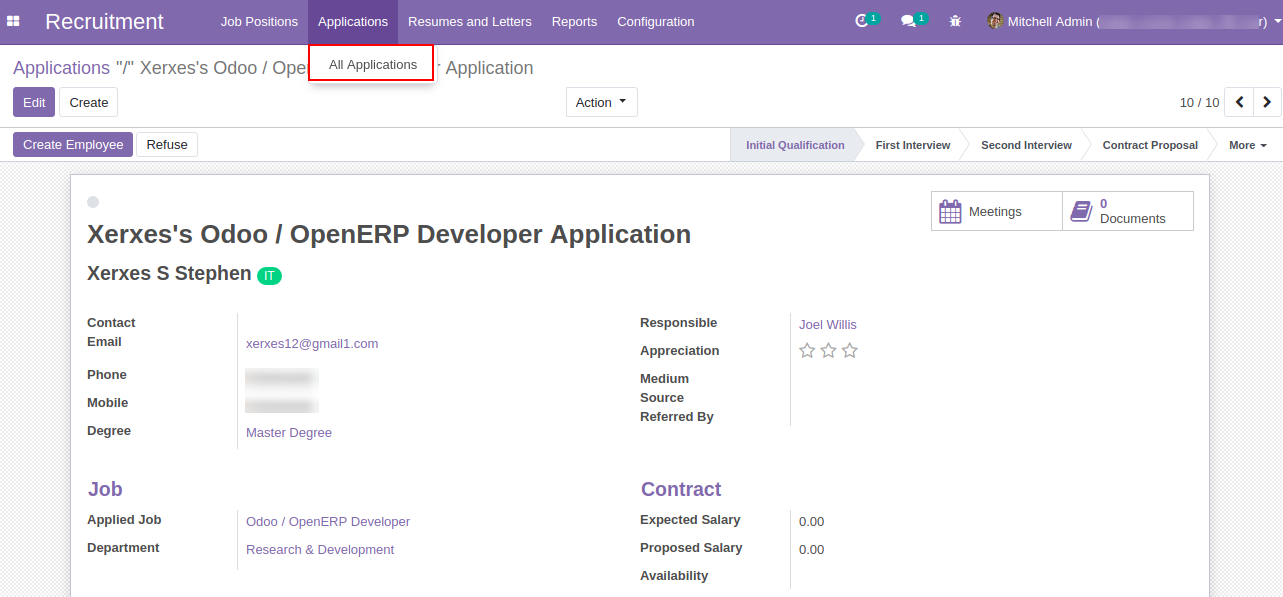 Recruitment Job Positions Applications Resumes and Letters Reports Configuration 1 1 Mitchell Admin ( r)
All Applications
Applications "/" Xerxes's Odoo / Ope r Application
Edit Create Action 10 / 10
Create Employee Refuse Initial Qualification First Interview Second Interview Contract Proposal More
Meetings 0 Documents
Xerxes's Odoo / OpenERP Developer Application
Xerxes S Stephen IT
Contact Responsible Joel Willis
Email xerxes12@gmail1.com Appreciation
Phone Medium
Mobile Source
Degree Master Degree Referred By
Job Contract
Applied Job Odoo / OpenERP Developer Expected Salary 0.00
Department Research & Development Proposed Salary 0.00
Availability